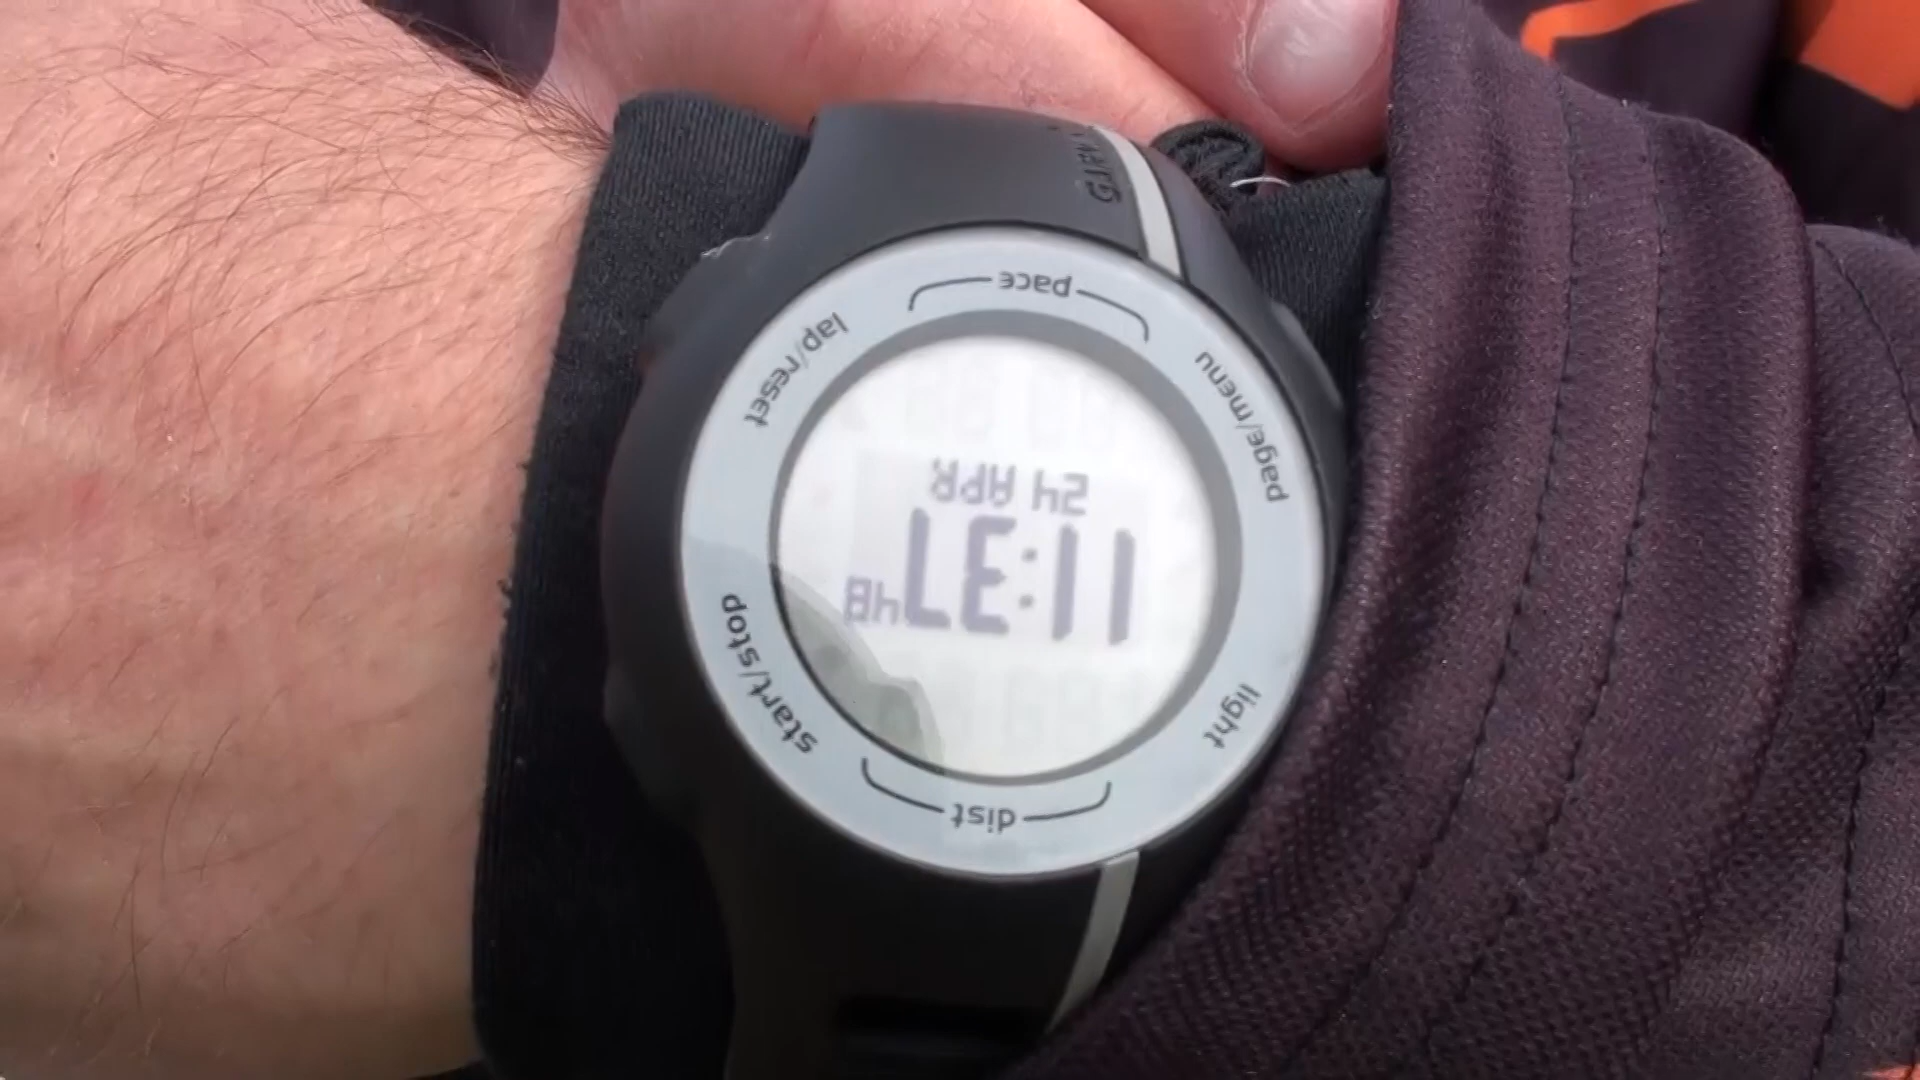 dist
light
start/stop
11:37 48
24 APR
page/menu
lap/reset
pace